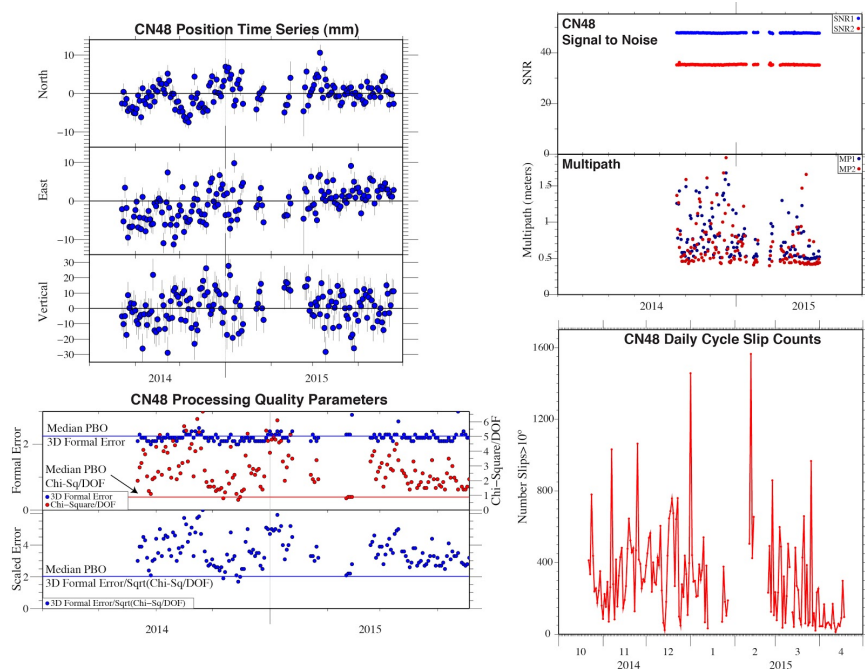 CN48 Position Time Series (mm)
North
10
0
−10
East
10
0
−10
Vertical
30
20
10
0
−10
−20
−30
2014 2015
CN48 Processing Quality Parameters
Formal Error
2
0
Median PBO
3D Formal Error
Median PBO
Chi-Sq/DOF
3D Formal Error
Chi−Square/DOF
Chi−Square/DOF
6
5
4
3
2
1
0
Scaled Error
4
2
0
Median PBO
3D Formal Error/Sqrt(Chi-Sq/DOF)
3D Formal Error/Sqrt(Chi−Sq/DOF)
2014 2015
CN48
Signal to Noise
SNR1
SNR2
SNR
40
20
0
Multipath
MP1
MP2
Multipath (meters)
1.5
1
0.5
0
2014 2015
CN48 Daily Cycle Slip Counts
Number Slips>10°
1600
1200
800
400
0
10 11 12 1 2 3 4
2014 2015